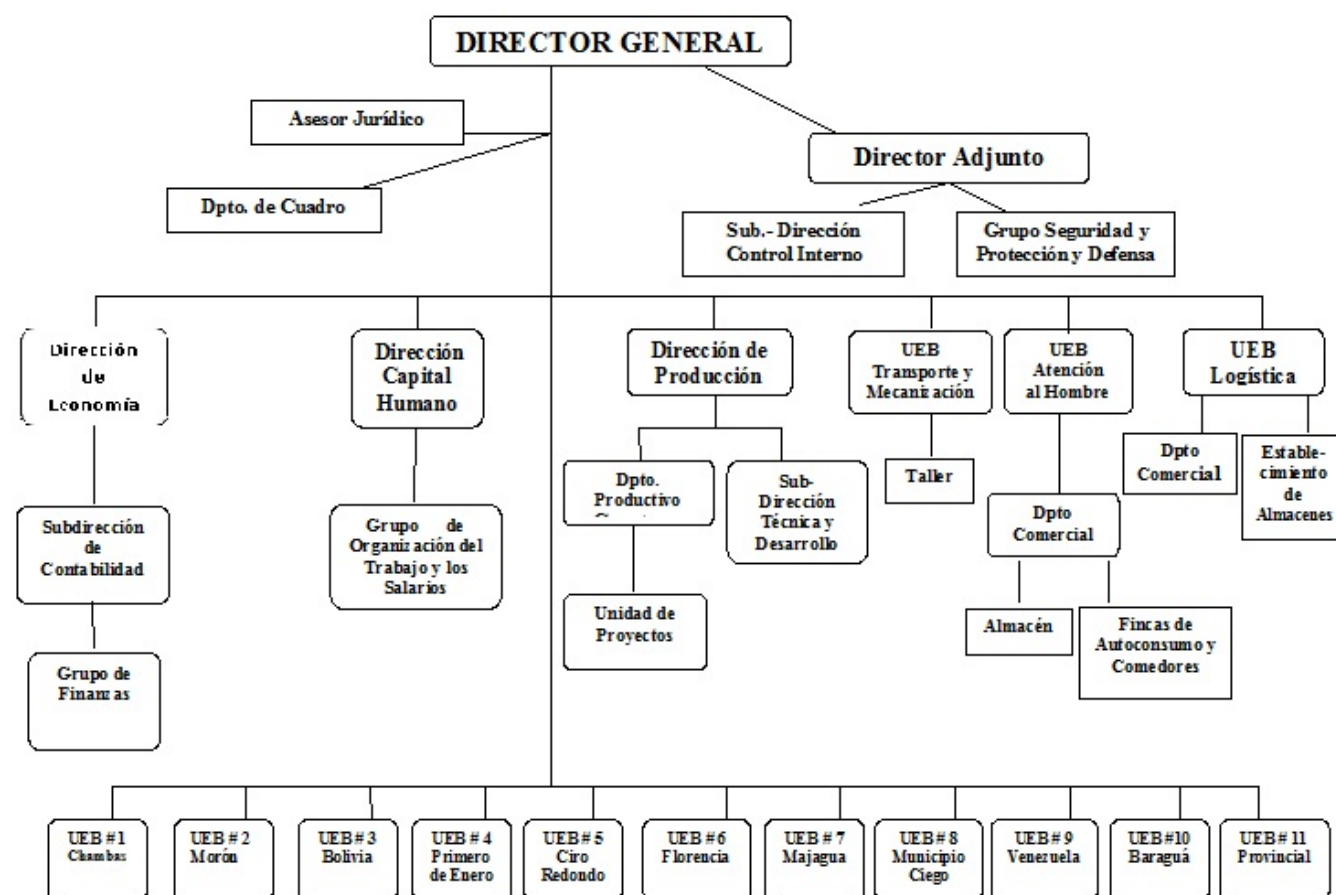 DIRECTOR GENERAL
Asesor Jurídico
Director Adjunto
Dpto. de Cuadro
Sub.- Dirección
Control Interno
Grupo Seguridad y
Protección y Defensa
Dirección
de
Economía
Dirección
Capital
Humano
Dirección de
Producción
UEB
Transporte y
Mecanización
UEB
Atención
al Hombre
UEB
Logística
Subdirección
de
Contabilidad
Grupo de
Organización del
Trabajo y los
Salarios
Dpto.
Productivo
Sub-
Dirección
Técnica y
Desarrollo
Taller
Dpto
Comercial
Dpto
Comercial
Estable-
cimiento
de
Almacenes
Grupo de
Finanzas
Unidad de
Proyectos
Almacén
Fincas de
Autoconsumo y
Comedores
UEB #1
Chambas
UEB #2
Morón
UEB #3
Bolivia
UEB # 4
Primero
de Enero
UEB #5
Ciro
Redondo
UEB #6
Florencia
UEB # 7
Majagua
UEB # 8
Municipio
Ciego
UEB # 9
Venezuela
UEB #10
Baraguá
UEB # 11
Provincial